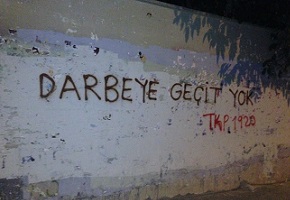 DARBEYE GEÇİT YOK
TKP. 1920